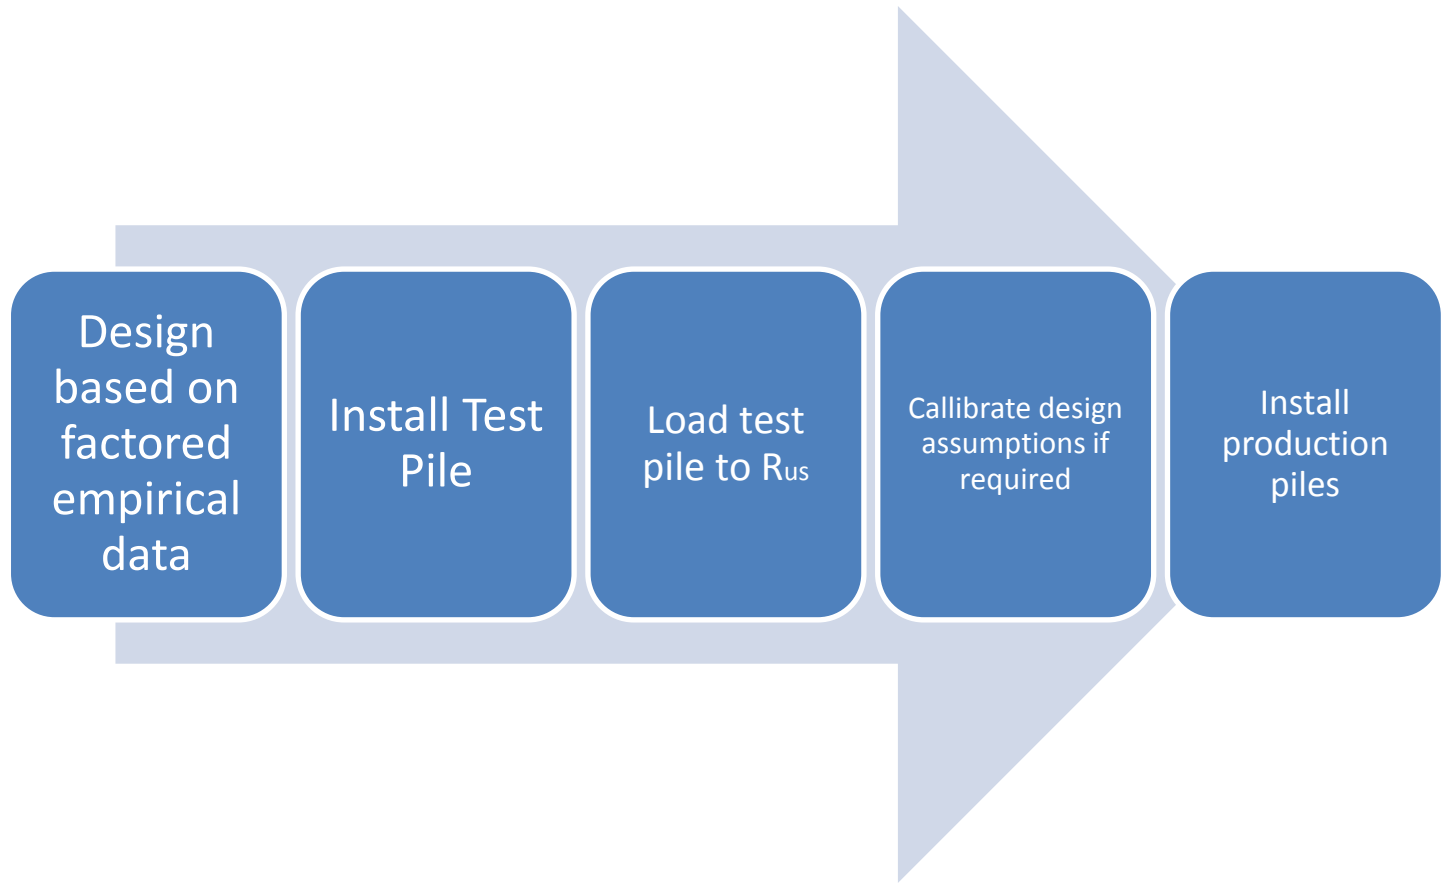 Design
based on
factored
empirical
data
Install Test
Pile
Load test
pile to Rus
Callibrate design
assumptions if
required
Install
production
piles